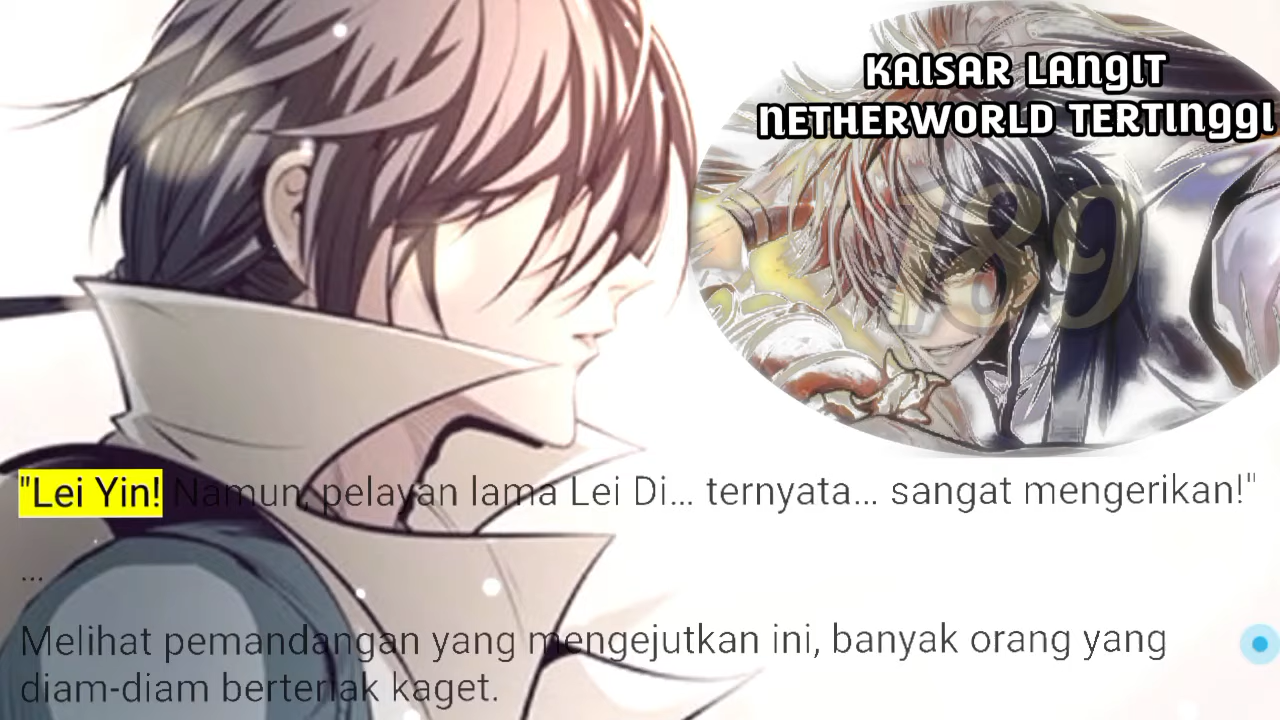 KAISAR LANGIT
NETHERWORLD TERTINGGI
189
"Lei Yin! Namun, pelayan lama Lei Di... ternyata... sangat mengerikan!"
...
Melihat pemandangan yang mengejutkan ini, banyak orang yang
diam-diam berteriak kaget.